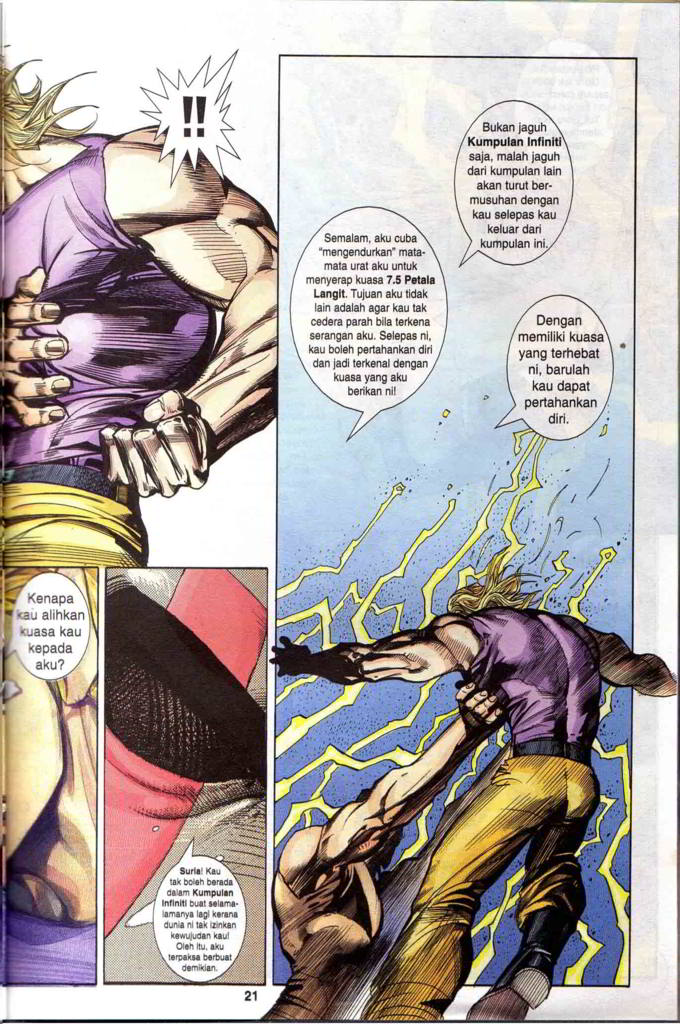 !!
Kenapa
kau alihkan
kuasa kau
kepada
aku?
Suria! Kau
tak boleh berada
dalam Kumpulan
Infiniti buat selama-
lamanya lagi kerana
dunia ni tak izinkan
kewujudan kau!
Oleh itu, aku
terpaksa berbuat
demikian.
Bukan jaguh
Kumpulan Infiniti
saja, malah jaguh
dari kumpulan lain
akan turut ber-
musuhan dengan
kau selepas kau
keluar dari
kumpulan ini.
Semalam, aku cuba
"mengendurkan" mata-
mata urat aku untuk
menyerap kuasa 7.5 Petala
Langit. Tujuan aku tidak
lain adalah agar kau tak
cedera parah bila terkena
serangan aku. Selepas ni,
kau boleh pertahankan diri
dan jadi terkenal dengan
kuasa yang aku
berikan ni!
Dengan
memiliki kuasa
yang terhebat
ni, barulah
kau dapat
pertahankan
diri.
21